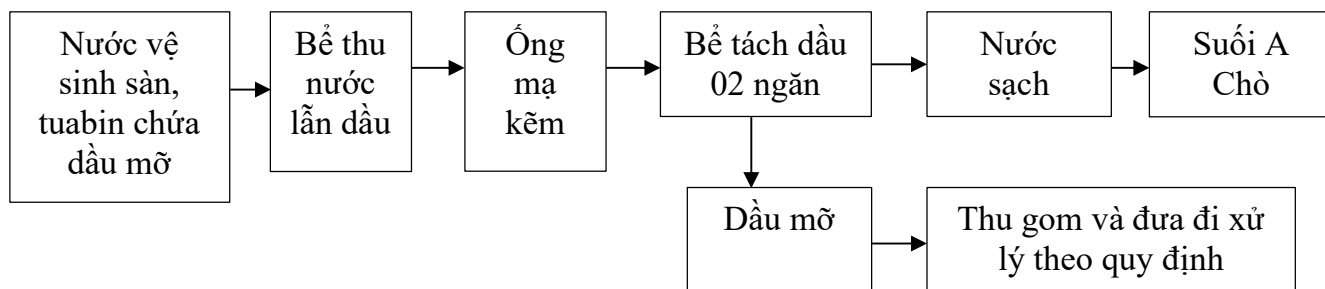 Nước vệ
sinh sàn,
tuabin chứa
dầu mỡ
Bể thu
nước
lẫn dầu
Ống
mạ
kẽm
Bể tách dầu
02 ngăn
Nước
sạch
Suối A
Chò
Dầu mỡ
Thu gom và đưa đi xử
lý theo quy định